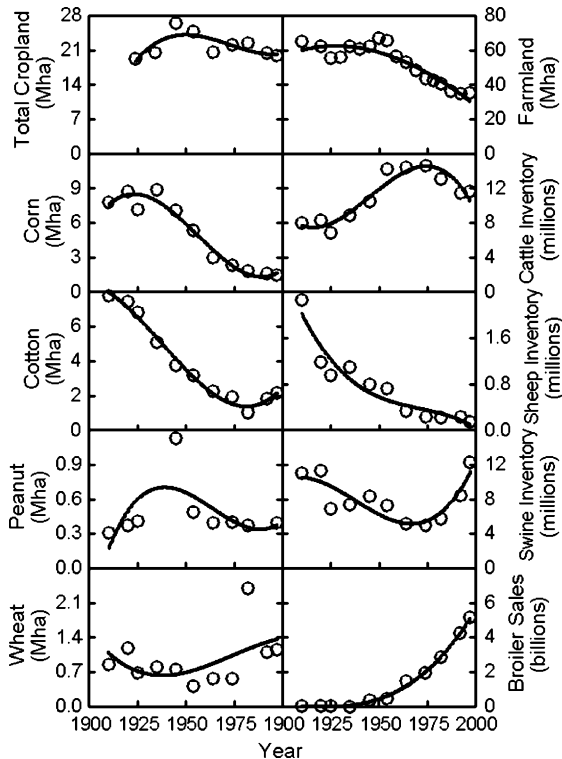 Total Cropland
(Mha)
28
21
14
7
0
80
60
40
20
0
Farmland
(Mha)
Corn
(Mha)
9
6
3
0
12
8
4
0
Cattle Inventory
(millions)
Cotton
(Mha)
6
4
2
0
1.6
0.8
0.0
Sheep Inventory
(millions)
Peanut
(Mha)
0.9
0.6
0.3
0.0
12
8
4
0
Swine Inventory
(millions)
Wheat
(Mha)
2.1
1.4
0.7
0.0
6
4
2
0
Broiler Sales
(billions)
1900 1925 1950 1975 1900 1925 1950 1975 2000
Year